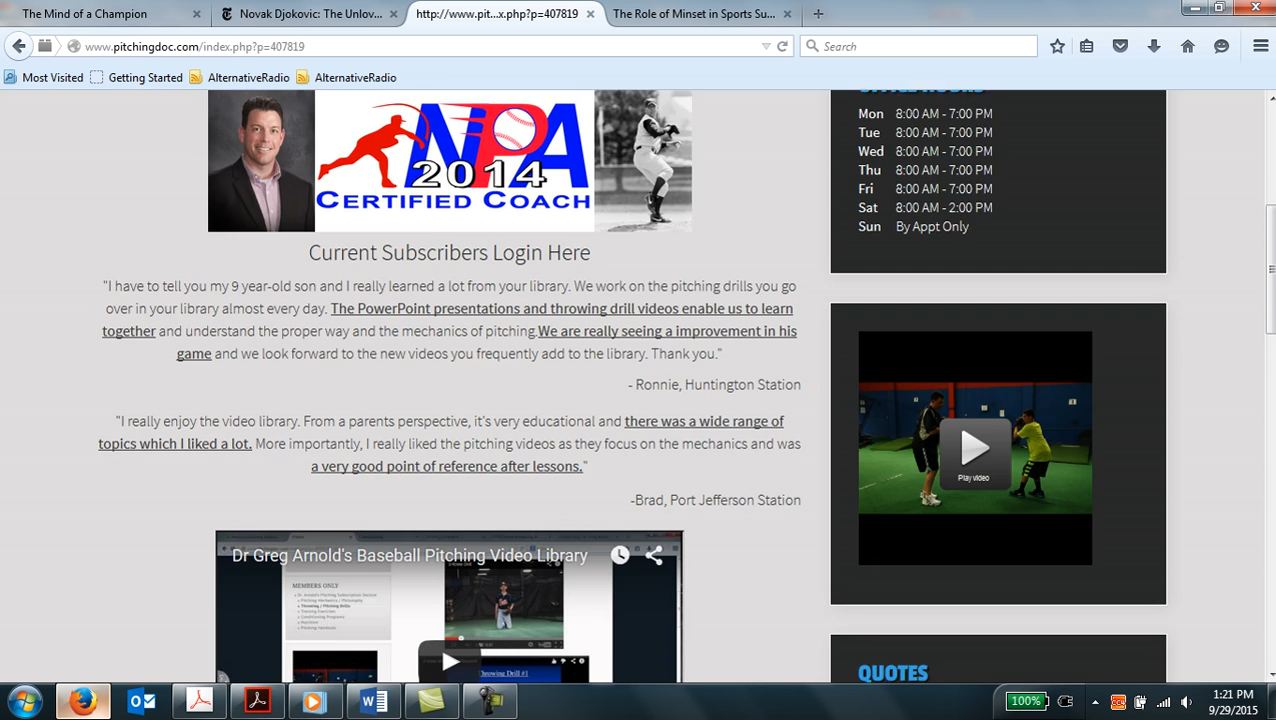 The Mind of a Champion
Novak Djokovic: The Unlov...
http://www.pit...x.php?p=407819
The Role of Minset in Sports Su...
www.pitchingdoc.com/index.php?p=407819
Search
Most Visited
Getting Started
AlternativeRadio
AlternativeRadio
NPA
2014
CERTIFIED COACH
Mon 8:00 AM - 7:00 PM
Tue 8:00 AM - 7:00 PM
Wed 8:00 AM - 7:00 PM
Thu 8:00 AM - 7:00 PM
Fri 8:00 AM - 7:00 PM
Sat 8:00 AM - 2:00 PM
Sun By Appt Only
Current Subscribers Login Here
"I have to tell you my 9 year-old son and I really learned a lot from your library. We work on the pitching drills you go
over in your library almost every day. The PowerPoint presentations and throwing drill videos enable us to learn
together and understand the proper way and the mechanics of pitching.We are really seeing a improvement in his
game and we look forward to the new videos you frequently add to the library. Thank you."
- Ronnie, Huntington Station
"I really enjoy the video library. From a parents perspective, it's very educational and there was a wide range of
topics which I liked a lot. More importantly, I really liked the pitching videos as they focus on the mechanics and was
a very good point of reference after lessons."
-Brad, Port Jefferson Station
Play video
Dr Greg Arnold's Baseball Pitching Video Library
MEMBERS ONLY
Throwing Drill #1
QUOTES
100%
1:21 PM
9/29/2015